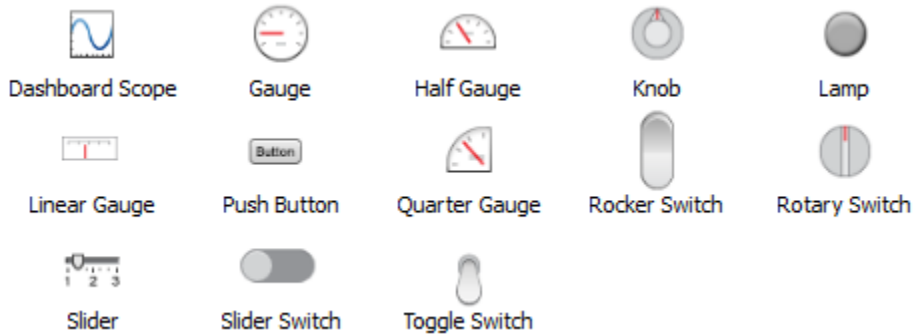 Dashboard Scope Gauge Half Gauge Knob Lamp
Button
Linear Gauge Push Button Quarter Gauge Rocker Switch Rotary Switch
1 2 3
Slider Slider Switch Toggle Switch